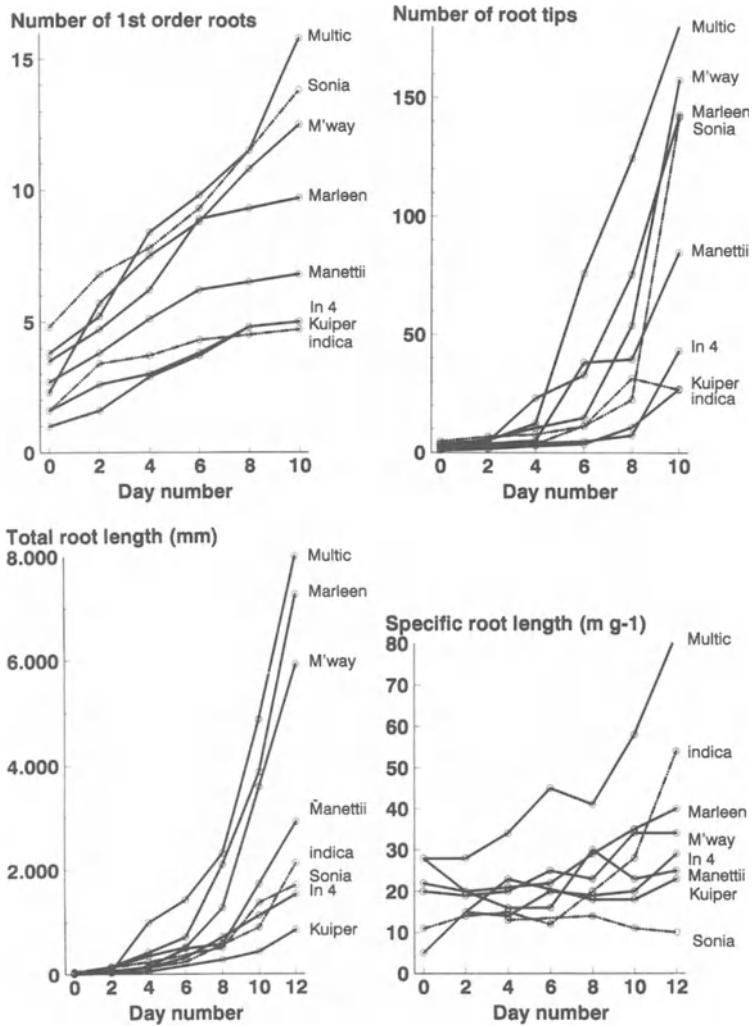 Number of 1st order roots
15
10
5
0
0 2 4 6 8 10
Day number
Multic
Sonia
M'way
Marleen
Manettii
In 4
Kuiper
indica
Number of root tips
150
100
50
0
0 2 4 6 8 10
Day number
Multic
M'way
Marleen
Sonia
Manettii
In 4
Kuiper
indica
Total root length (mm)
8.000
6.000
4.000
2.000
0
0 2 4 6 8 10 12
Day number
Multic
Marleen
M'way
Manettii
indica
Sonia
In 4
Kuiper
Specific root length (m g-1)
80
70
60
50
40
30
20
10
0
0 2 4 6 8 10 12
Day number
Multic
indica
Marleen
M'way
In 4
Manettii
Kuiper
Sonia